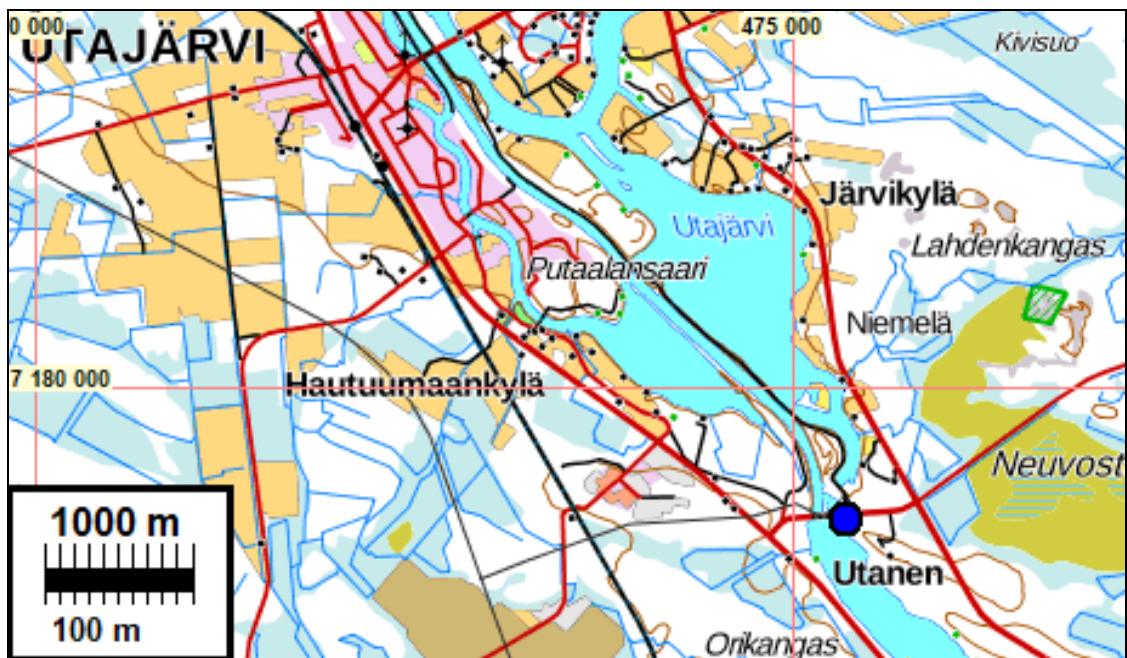 0 000
475 000
UTAJÄRVI
Kivisuo
Järvikylä
Utajärvi
Lahdenkangas
Putaalansaari
Niemelä
7 180 000
Hautuumaankylä
Neuvost
1000 m
100 m
Utanen
Orikangas